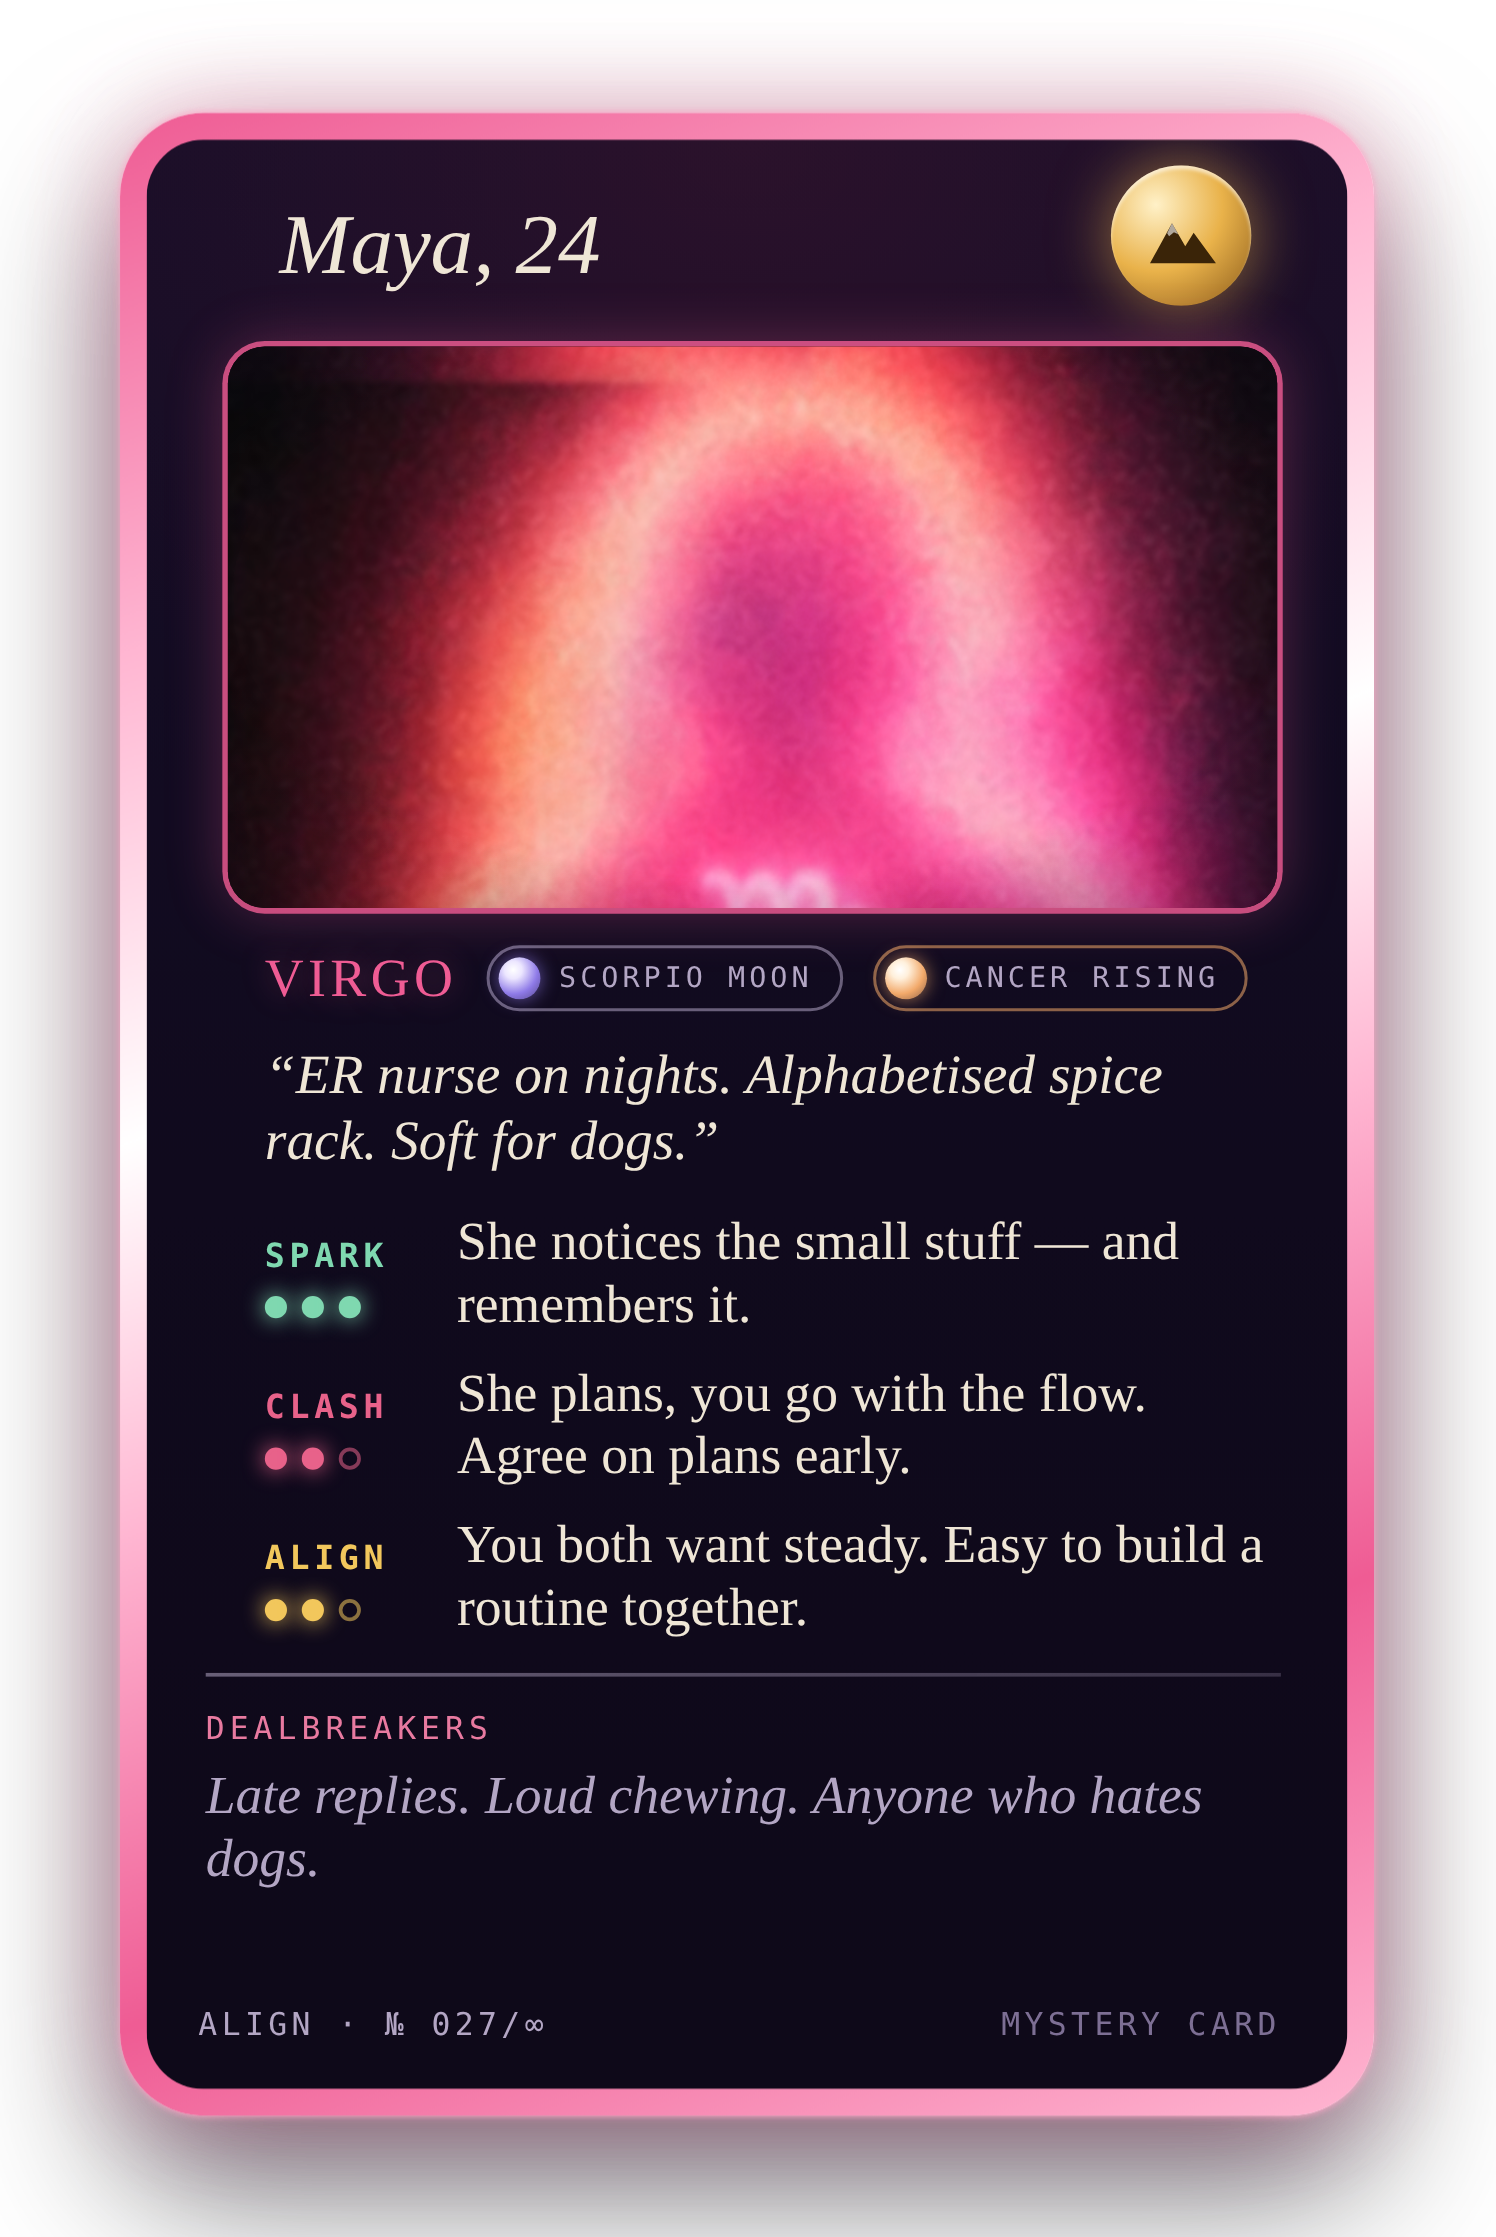 Maya, 24
VIRGO
SCORPIO MOON
CANCER RISING
“ER nurse on nights. Alphabetised spice
rack. Soft for dogs.”
SPARK
She notices the small stuff — and
remembers it.
CLASH
She plans, you go with the flow.
Agree on plans early.
ALIGN
You both want steady. Easy to build a
routine together.
DEALBREAKERS
Late replies. Loud chewing. Anyone who hates
dogs.
ALIGN · № 027/∞
MYSTERY CARD